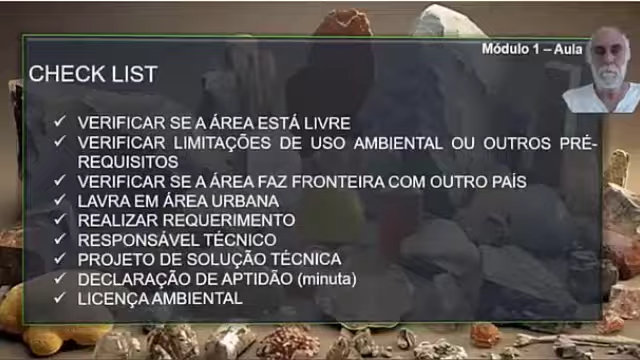 Módulo 1 – Aula
CHECK LIST
✓ VERIFICAR SE A ÁREA ESTÁ LIVRE
✓ VERIFICAR LIMITAÇÕES DE USO AMBIENTAL OU OUTROS PRÉ-
REQUISITOS
✓ VERIFICAR SE A ÁREA FAZ FRONTEIRA COM OUTRO PAÍS
✓ LAVRA EM ÁREA URBANA
✓ REALIZAR REQUERIMENTO
✓ RESPONSÁVEL TÉCNICO
✓ PROJETO DE SOLUÇÃO TÉCNICA
✓ DECLARAÇÃO DE APTIDÃO (minuta)
✓ LICENÇA AMBIENTAL